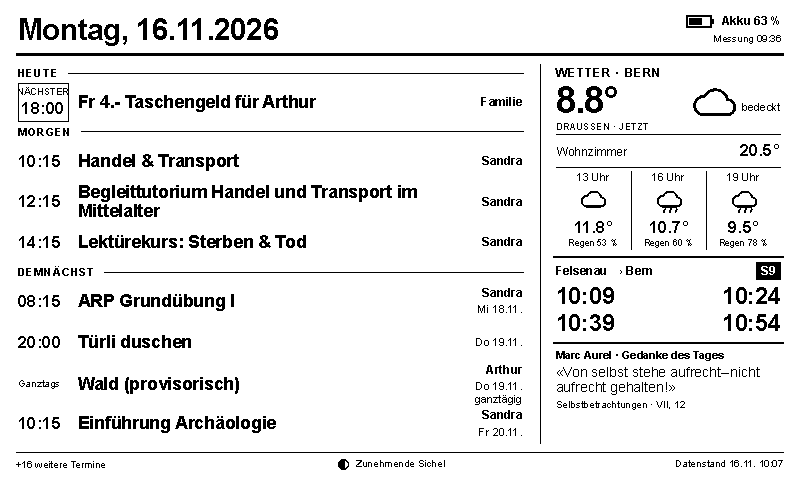 Montag, 16.11.2026
Akku 63 %
Messung 09:36
HEUTE
NÄCHSTER
18:00 Fr 4.- Taschengeld für Arthur Familie
MORGEN
10:15 Handel & Transport Sandra
12:15 Begleittutorium Handel und Transport im
Mittelalter Sandra
14:15 Lektürekurs: Sterben & Tod Sandra
DEMNÄCHST
08:15 ARP Grundübung I Sandra
Mi 18.11.
20:00 Türli duschen Do 19.11.
Ganztags Wald (provisorisch) Arthur
Do 19.11.
ganztägig
10:15 Einführung Archäologie Sandra
Fr 20.11.
WETTER · BERN
8.8°
bedeckt
DRAUSSEN · JETZT
Wohnzimmer 20.5°
13 Uhr 16 Uhr 19 Uhr
11.8° 10.7° 9.5°
Regen 53 % Regen 60 % Regen 78 %
Felsenau › Bern S9
10:09 10:24
10:39 10:54
Marc Aurel · Gedanke des Tages
«Von selbst stehe aufrecht–nicht
aufrecht gehalten!»
Selbstbetrachtungen · VII, 12
+16 weitere Termine
Zunehmende Sichel
Datenstand 16.11. 10:07